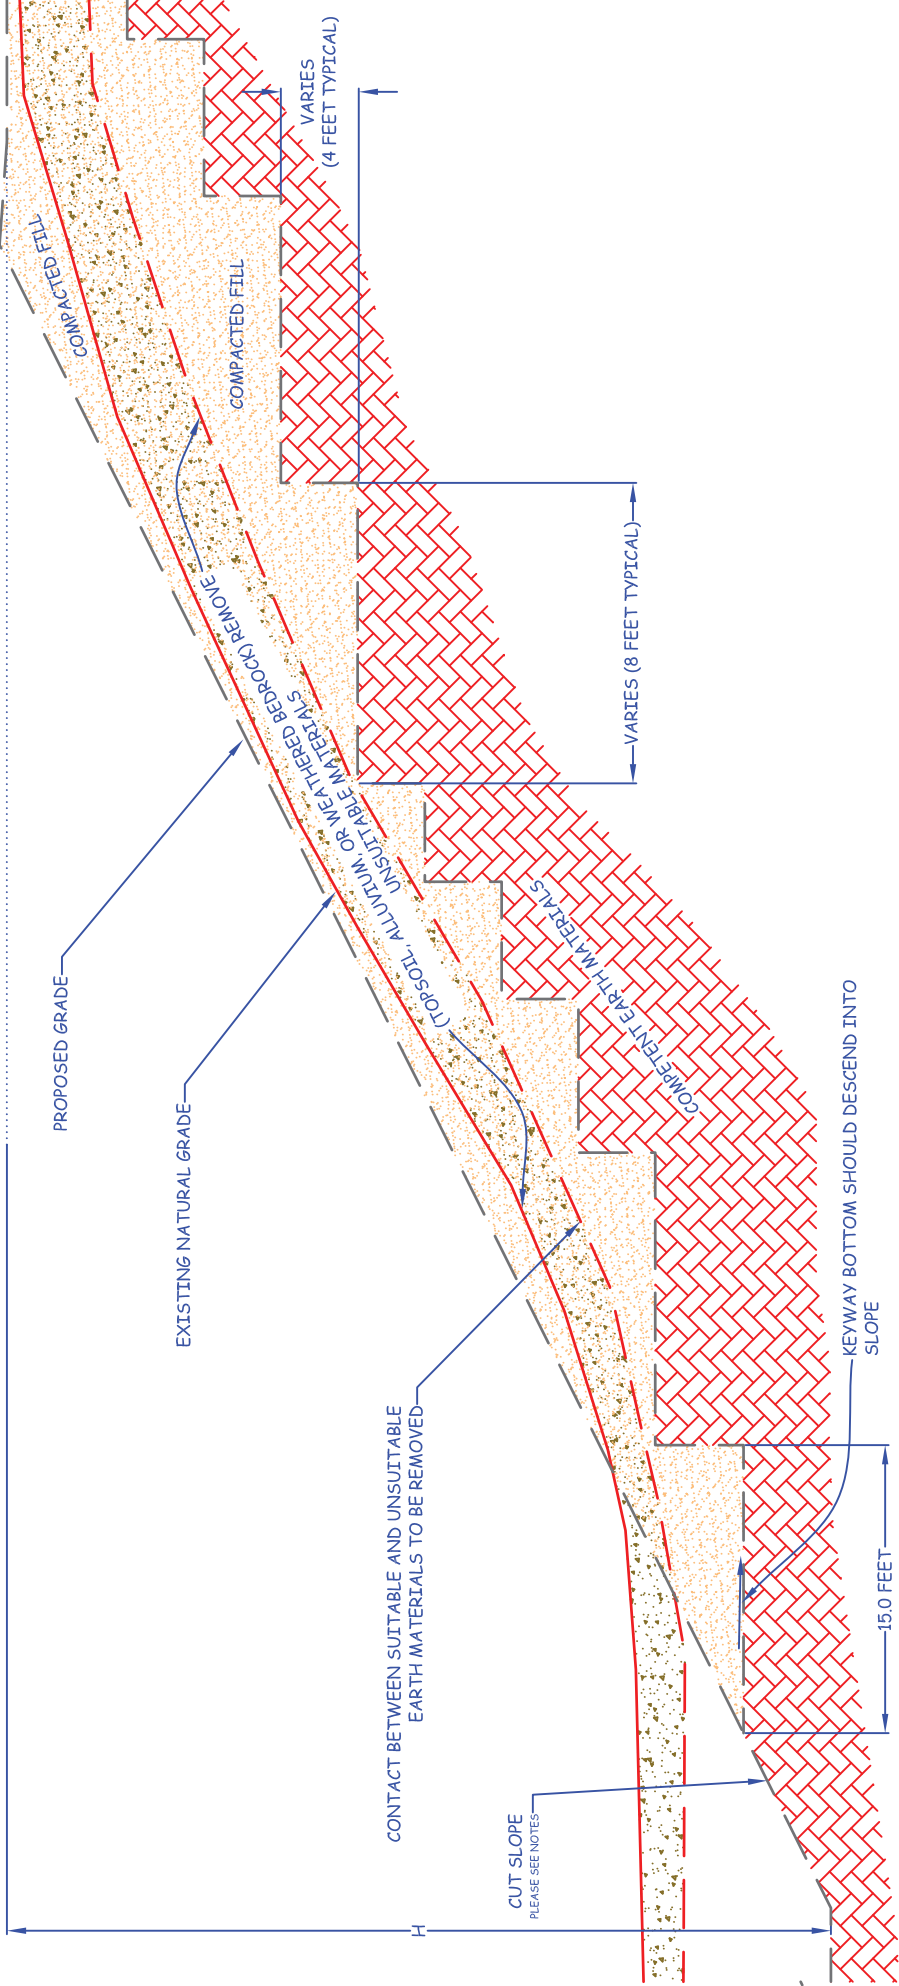 PROPOSED GRADE
EXISTING NATURAL GRADE
CONTACT BETWEEN SUITABLE AND UNSUITABLE
EARTH MATERIALS TO BE REMOVED
CUT SLOPE
PLEASE SEE NOTES
H
COMPACTED FILL
COMPACTED FILL
REMOVE
UNSUITABLE MATERIALS
(TOPSOIL, ALLUVIUM, OR WEATHERED BEDROCK)
VARIES
(4 FEET TYPICAL)
VARIES (8 FEET TYPICAL)
COMPETENT EARTH MATERIALS
KEYWAY BOTTOM SHOULD DESCEND INTO
SLOPE
15.0 FEET